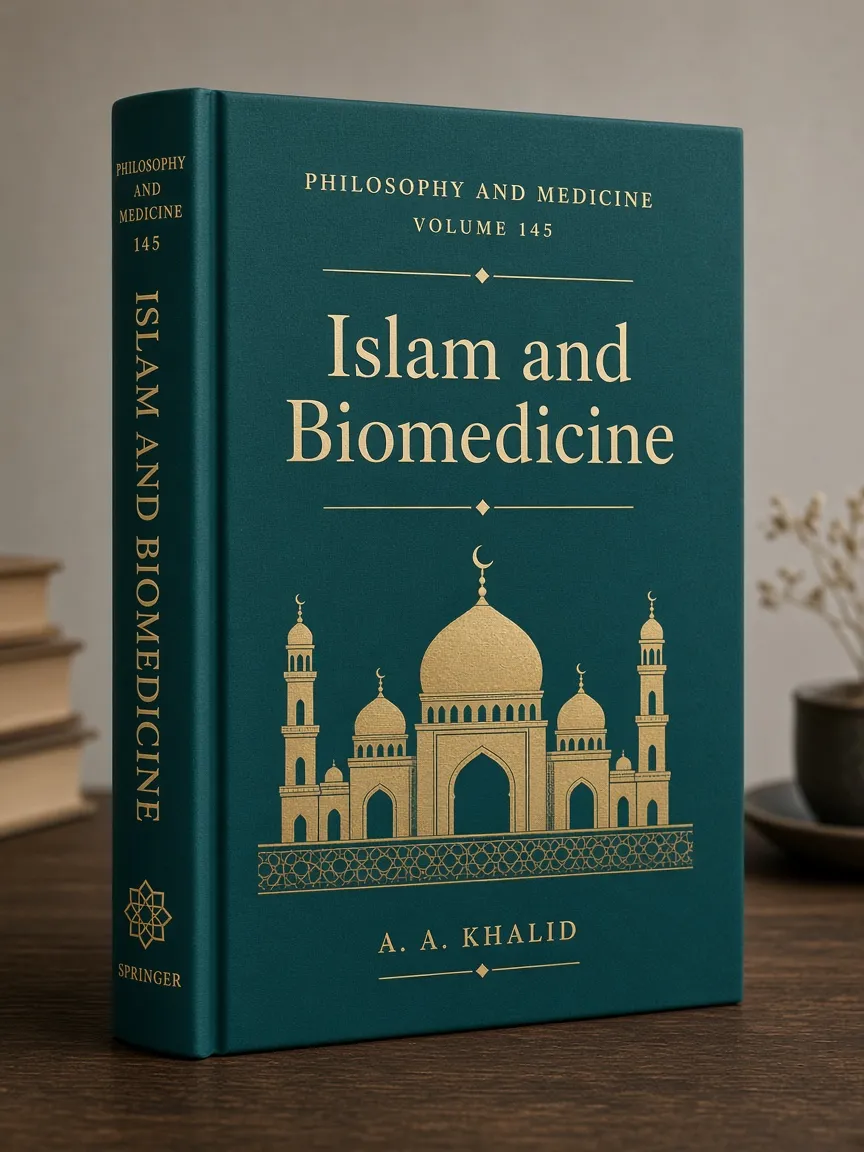 PHILOSOPHY
AND
MEDICINE
145
ISLAM AND BIOMEDICINE
SPRINGER
PHILOSOPHY AND MEDICINE
VOLUME 145
Islam and
Biomedicine
A. A. KHALID